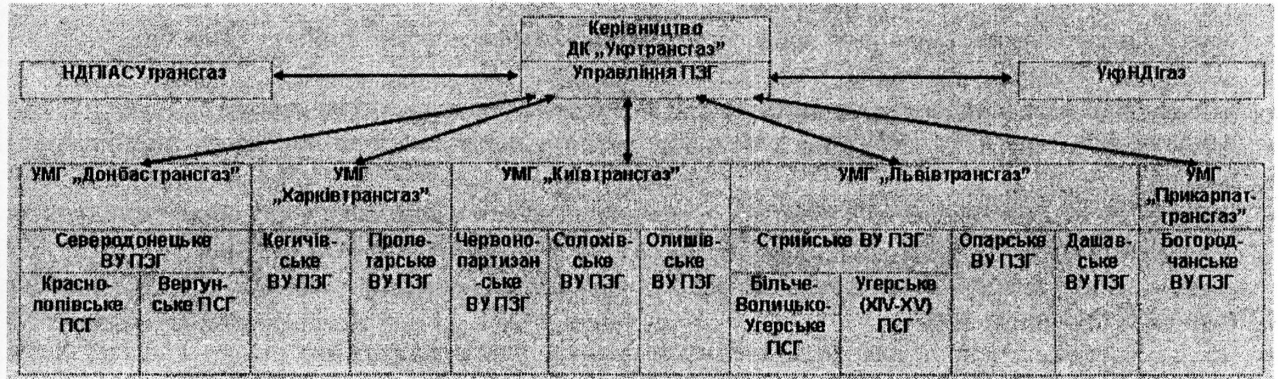 Керівництво
ДК „Укртрансгаз”
НДПІАСУтрансгаз
Управління ПЗГ
УкрНДІгаз
УМГ „Донбастрансгаз”
УМГ
„Харківтрансгаз”
УМГ „Київтрансгаз”
УМГ „Львівтрансгаз”
УМГ
„Прикарпат-
трансгаз”
Северодонецьке
ВУ ПЗГ
Красно-
попівське
ПСГ
Вергун-
ське ПСГ
Кегичів-
ське
ВУ ПЗГ
Проле-
тарське
ВУ ПЗГ
Червоно-
партизан
-ське
ВУ ПЗГ
Солохів-
ське
ВУ ПЗГ
Олишів-
ське
ВУ ПЗГ
Стрийське ВУ ПЗГ
Більче-
Волицько-
Угерське
ПСГ
Угерське
(XIV-XV)
ПСГ
Опарське
ВУ ПЗГ
Дашав-
ське
ВУ ПЗГ
Богород-
чанське
ВУ ПЗГ